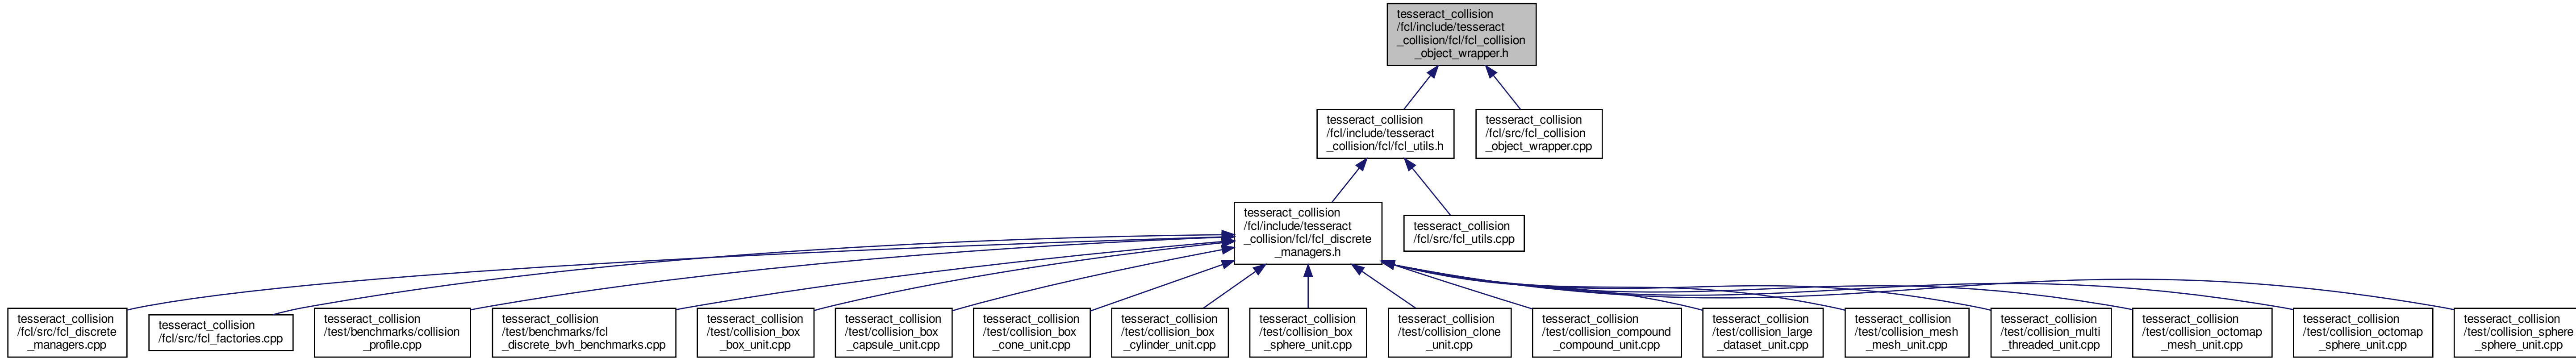 tesseract_collision
/fcl/include/tesseract
_collision/fcl/fcl_collision
_object_wrapper.h
tesseract_collision
/fcl/include/tesseract
_collision/fcl/fcl_utils.h
tesseract_collision
/fcl/src/fcl_collision
_object_wrapper.cpp
tesseract_collision
/fcl/include/tesseract
_collision/fcl/fcl_discrete
_managers.h
tesseract_collision
/fcl/src/fcl_utils.cpp
tesseract_collision
/fcl/src/fcl_discrete
_managers.cpp
tesseract_collision
/fcl/src/fcl_factories.cpp
tesseract_collision
/test/benchmarks/collision
_profile.cpp
tesseract_collision
/test/benchmarks/fcl
_discrete_bvh_benchmarks.cpp
tesseract_collision
/test/collision_box
_box_unit.cpp
tesseract_collision
/test/collision_box
_capsule_unit.cpp
tesseract_collision
/test/collision_box
_cone_unit.cpp
tesseract_collision
/test/collision_box
_cylinder_unit.cpp
tesseract_collision
/test/collision_box
_sphere_unit.cpp
tesseract_collision
/test/collision_clone
_unit.cpp
tesseract_collision
/test/collision_compound
_compound_unit.cpp
tesseract_collision
/test/collision_large
_dataset_unit.cpp
tesseract_collision
/test/collision_mesh
_mesh_unit.cpp
tesseract_collision
/test/collision_multi
_threaded_unit.cpp
tesseract_collision
/test/collision_octomap
_mesh_unit.cpp
tesseract_collision
/test/collision_octomap
_sphere_unit.cpp
tesseract_collision
/test/collision_sphere
_sphere_unit.cpp